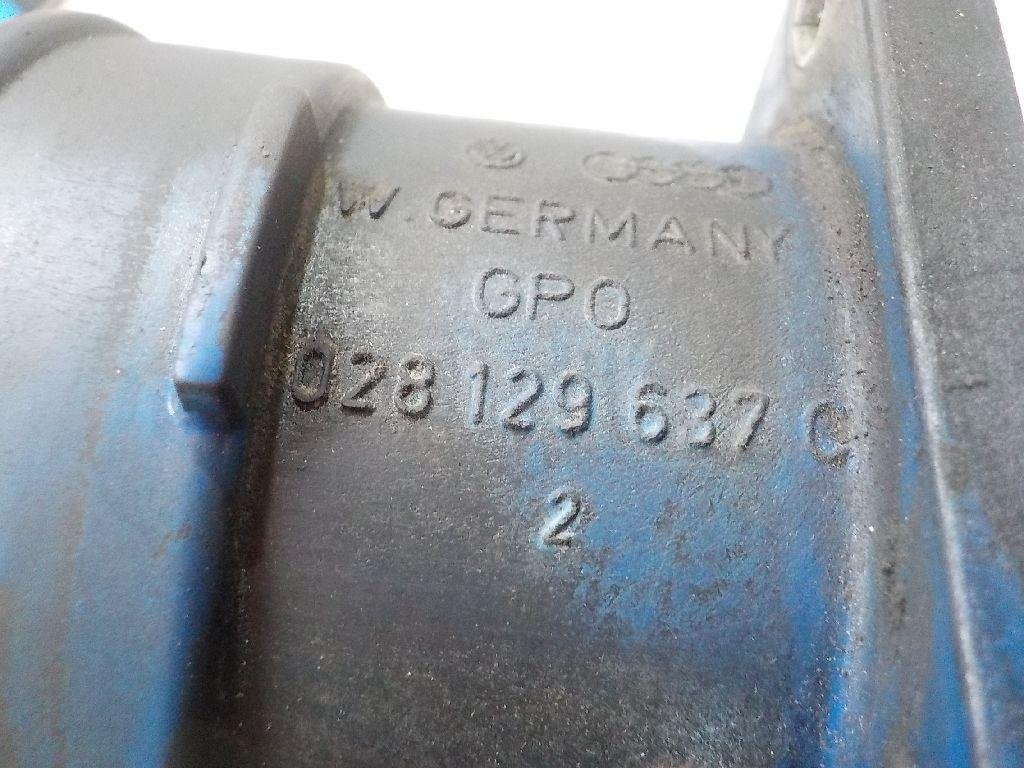 W. GERMANY
GPO
028 129 637 C
2